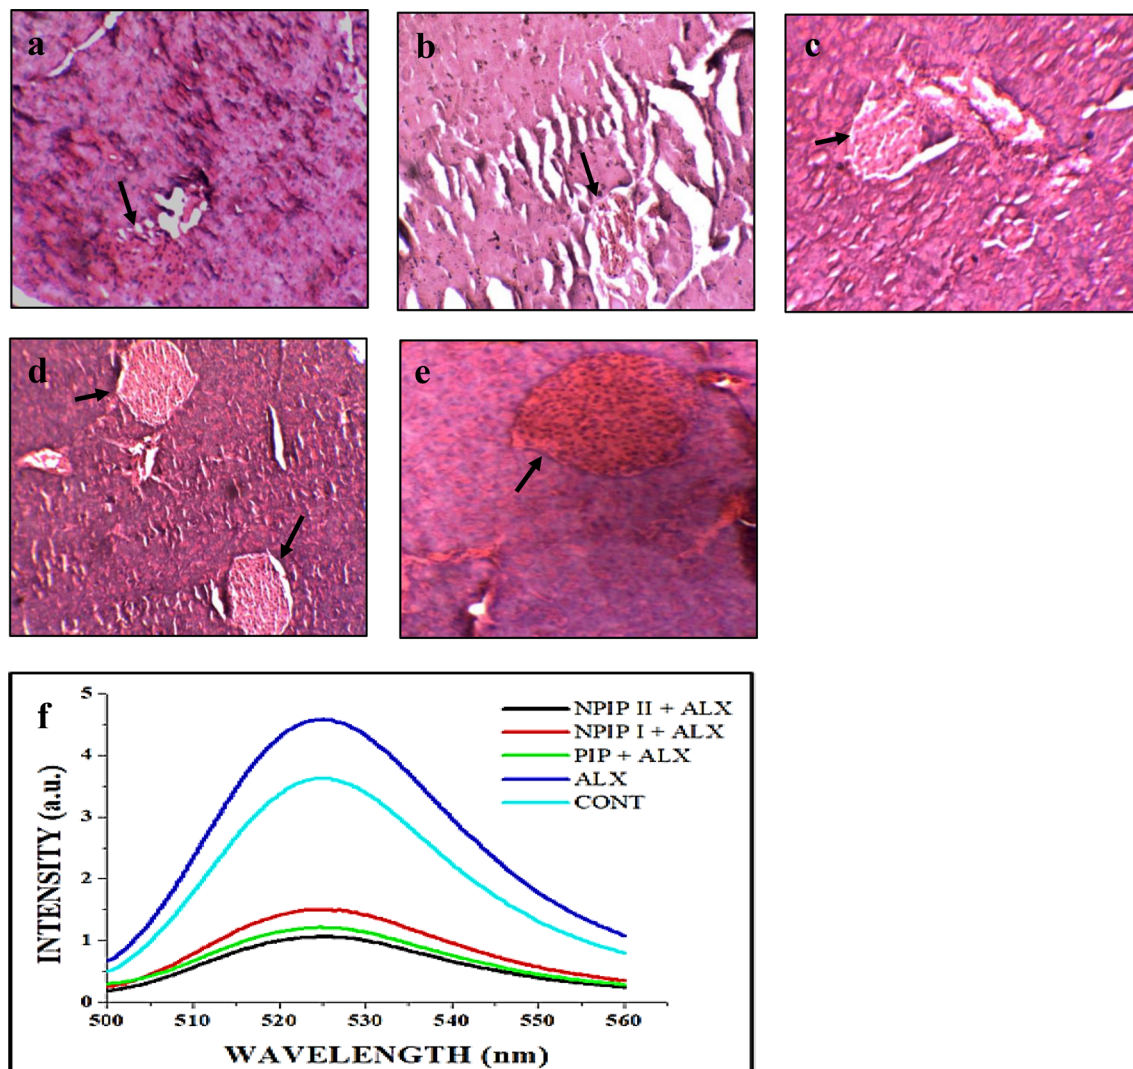 a
b
c
d
e
f
NPIP II + ALX
NPIP I + ALX
PIP + ALX
ALX
CONT
INTENSITY (a.u.)
5
4
3
2
1
0
500 510 520 530 540 550 560
WAVELENGTH (nm)